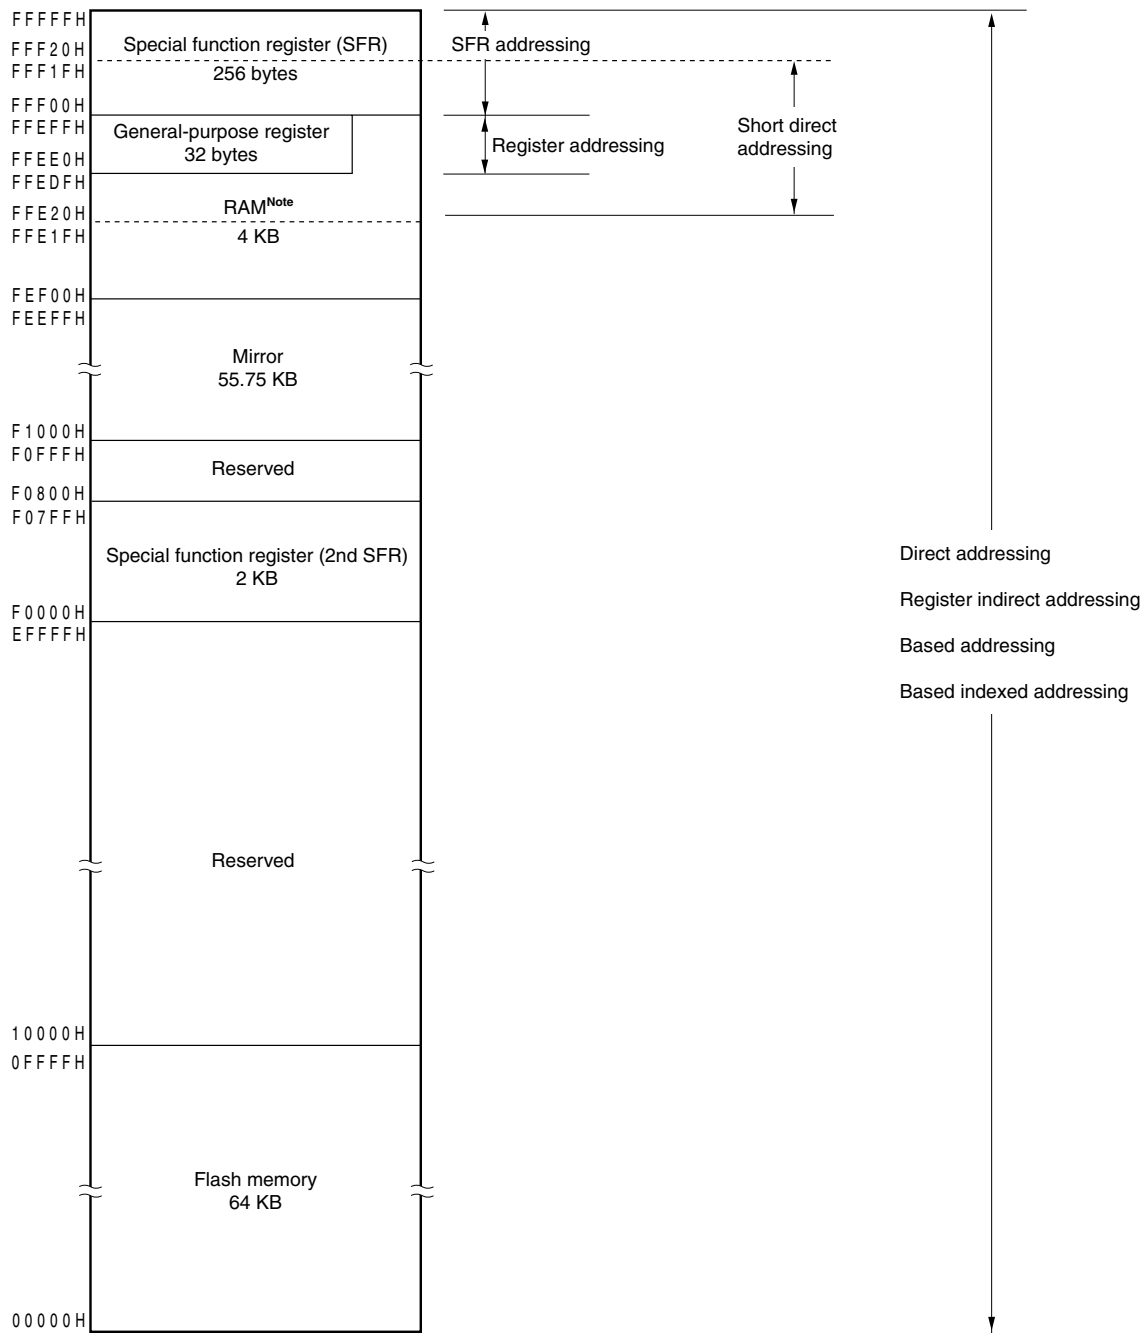 FFFFFH
FFF20H
FFF1FH
FFF00H
FFEFFH
FFEE0H
FFEDFH
FFE20H
FFE1FH
FEF00H
FEEFFH
F1000H
F0FFFH
F0800H
F07FFH
F0000H
EFFFFH
10000H
0FFFFH
00000H
Special function register (SFR)
256 bytes
General-purpose register
32 bytes
RAMNote
4 KB
Mirror
55.75 KB
Reserved
Special function register (2nd SFR)
2 KB
Reserved
Flash memory
64 KB
SFR addressing
Register addressing
Short direct
addressing
Direct addressing
Register indirect addressing
Based addressing
Based indexed addressing